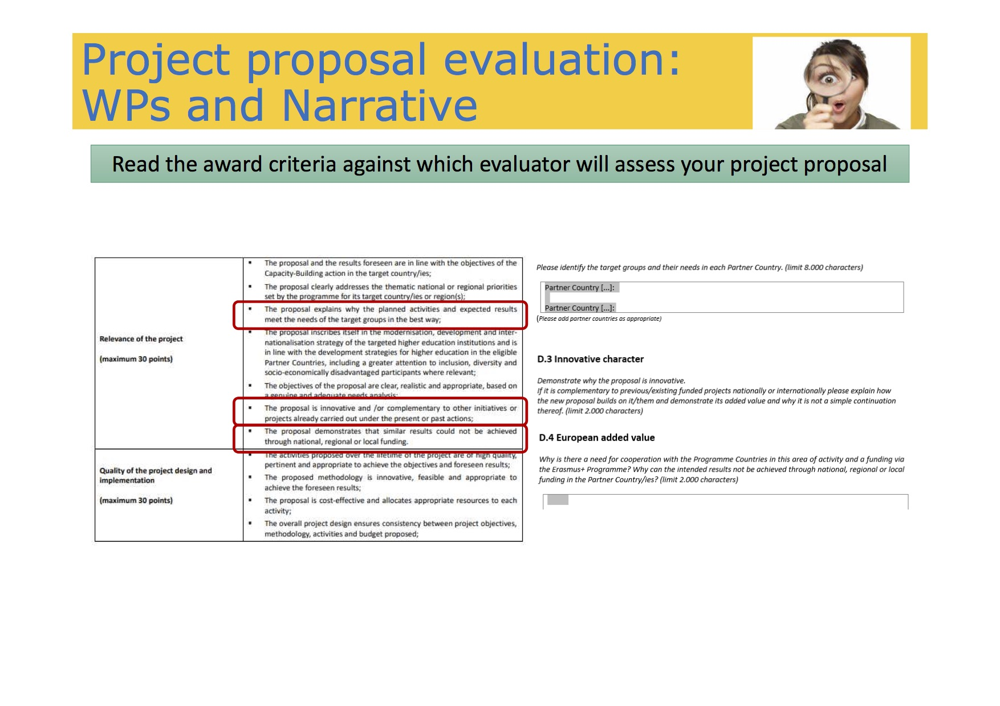 Project proposal evaluation:
WPs and Narrative
Read the award criteria against which evaluator will assess your project proposal
Relevance of the project
(maximum 30 points)
▪ The proposal and the results foreseen are in line with the objectives of the
Capacity-Building action in the target country/ies;
▪ The proposal clearly addresses the thematic national or regional priorities
set by the programme for its target country/ies or region(s);
▪ The proposal explains why the planned activities and expected results
meet the needs of the target groups in the best way;
▪ The proposal inscribes itself in the modernisation, development and inter-
nationalisation strategy of the targeted higher education institutions and is
in line with the development strategies for higher education in the eligible
Partner Countries, including a greater attention to inclusion, diversity and
socio-economically disadvantaged participants where relevant;
▪ The objectives of the proposal are clear, realistic and appropriate, based on
a genuine and adequate needs analysis;
▪ The proposal is innovative and /or complementary to other initiatives or
projects already carried out under the present or past actions;
▪ The proposal demonstrates that similar results could not be achieved
through national, regional or local funding.
Quality of the project design and
implementation
(maximum 30 points)
▪ The activities proposed over the lifetime of the project are of high quality,
pertinent and appropriate to achieve the objectives and foreseen results;
▪ The proposed methodology is innovative, feasible and appropriate to
achieve the foreseen results;
▪ The proposal is cost-effective and allocates appropriate resources to each
activity;
▪ The overall project design ensures consistency between project objectives,
methodology, activities and budget proposed;
Please identify the target groups and their needs in each Partner Country. (limit 8.000 characters)
Partner Country [...]:
Partner Country [...]:
(Please add partner countries as appropriate)
D.3 Innovative character
Demonstrate why the proposal is innovative.
If it is complementary to previous/existing funded projects nationally or internationally please explain how
the new proposal builds on it/them and demonstrate its added value and why it is not a simple continuation
thereof. (limit 2.000 characters)
D.4 European added value
Why is there a need for cooperation with the Programme Countries in this area of activity and a funding via
the Erasmus+ Programme? Why can the intended results not be achieved through national, regional or local
funding in the Partner Country/ies? (limit 2.000 characters)